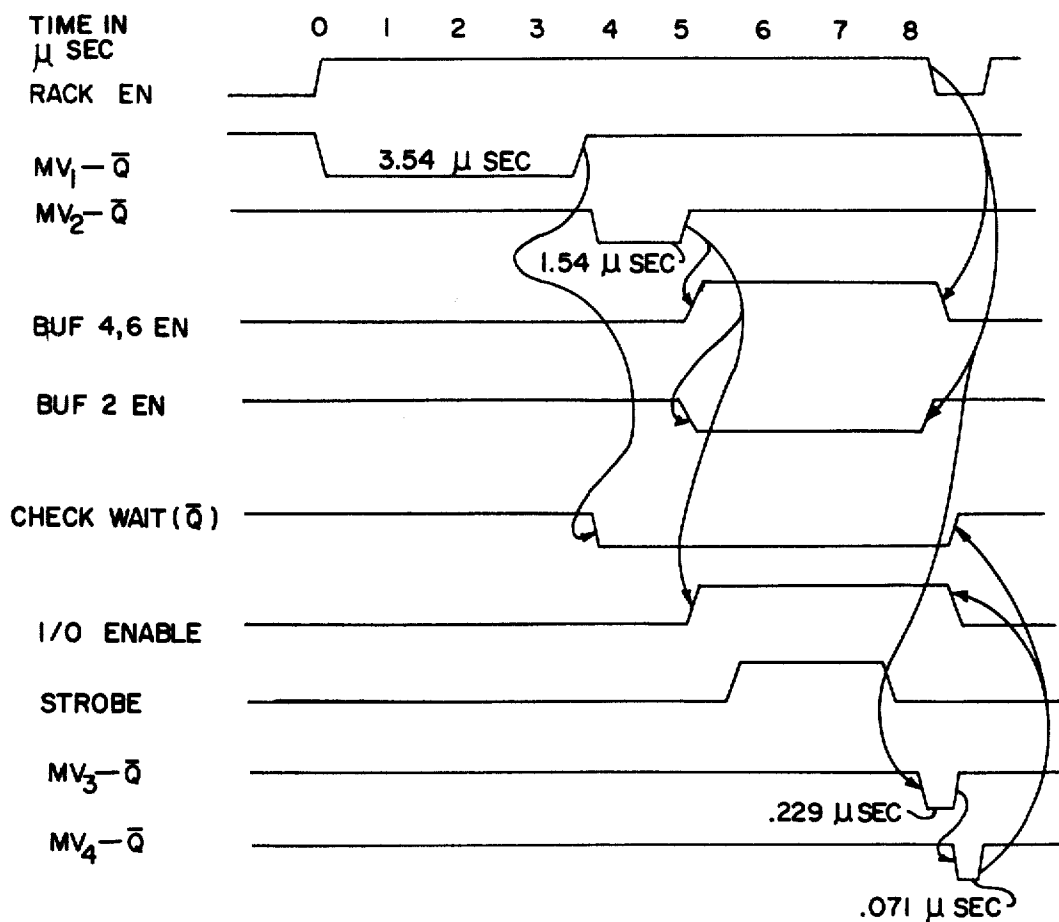 TIME IN 0 1 2 3 4 5 6 7 8
μ SEC
RACK EN
MV₁—Q̅ 3.54 μ SEC
MV₂—Q̅
1.54 μ SEC
BUF 4,6 EN
BUF 2 EN
CHECK WAIT (Q̅)
I/O ENABLE
STROBE
MV₃—Q̅
.229 μ SEC
MV₄—Q̅
.071 μ SEC